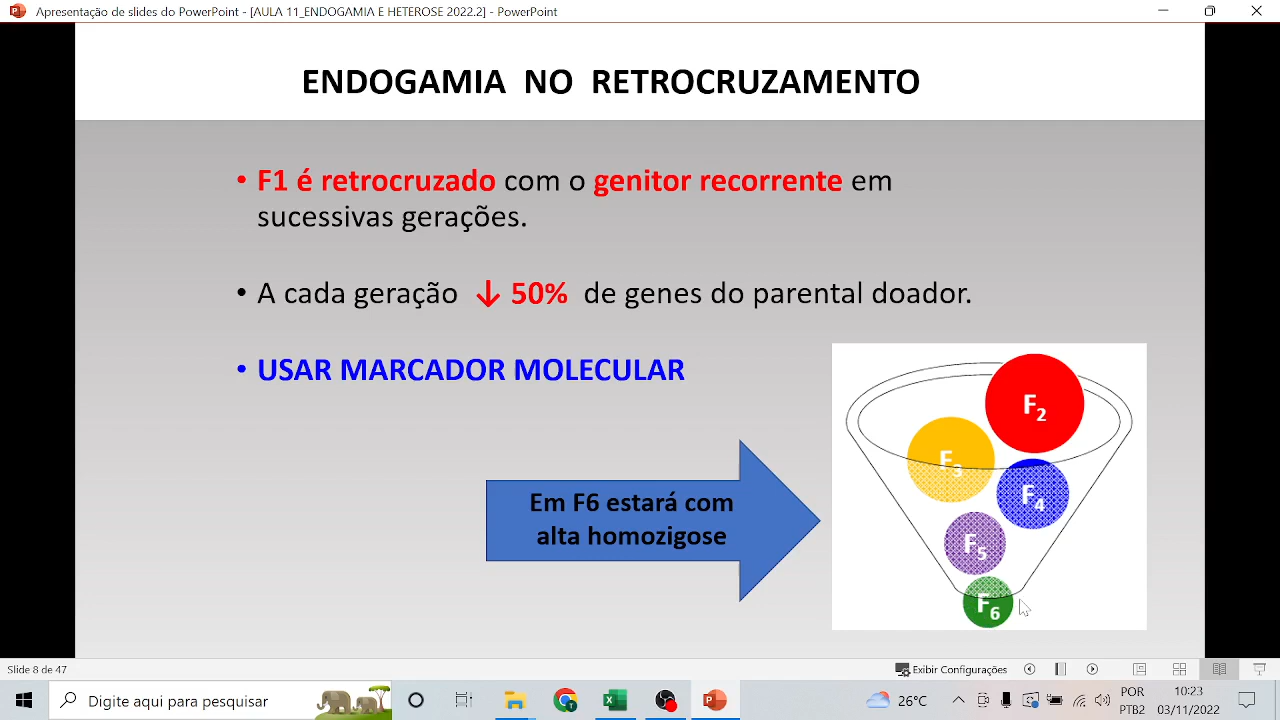 Apresentação de slides do PowerPoint - [AULA 11_ENDOGAMIA E HETEROSE 2022.2] - PowerPoint
ENDOGAMIA NO RETROCRUZAMENTO
• F1 é retrocruzado com o genitor recorrente em
sucessivas gerações.
• A cada geração ↓ 50% de genes do parental doador.
• USAR MARCADOR MOLECULAR
Em F6 estará com
alta homozigose
F2
F3
F4
F5
F6
Slide 8 de 47
Exibir Configurações
Digite aqui para pesquisar
26°C
POR
PTB2
10:23
03/11/2022